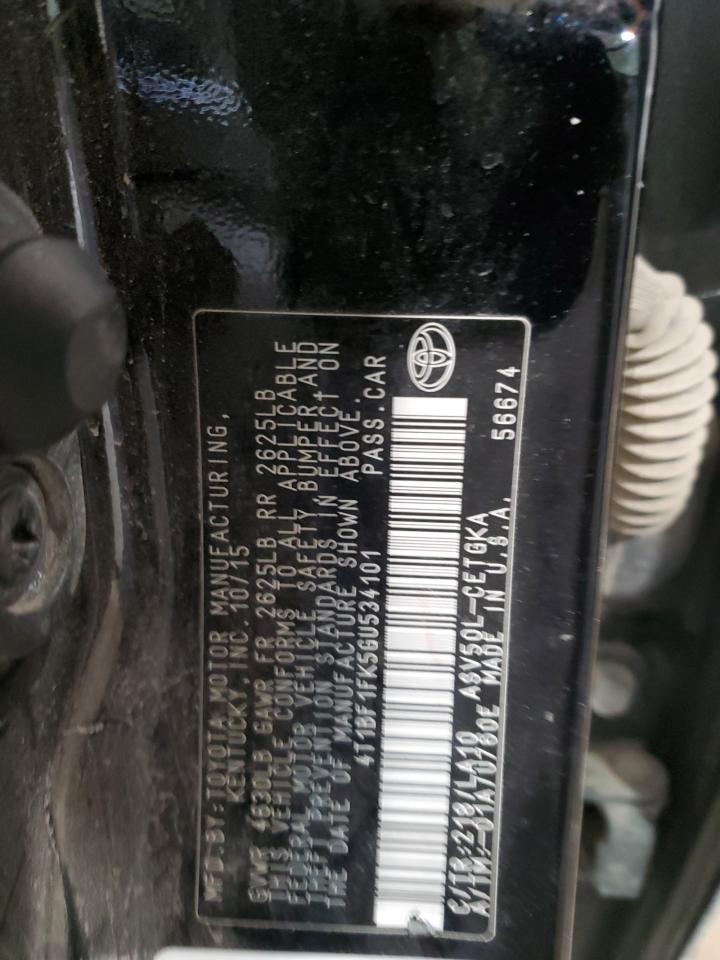 MFD. BY: TOYOTA MOTOR MANUFACTURING,
KENTUCKY, INC. 10/15
GVWR 4630LB GAWR FR 2625LB RR 2625LB
THIS VEHICLE CONFORMS TO ALL APPLICABLE
FEDERAL MOTOR VEHICLE SAFETY, BUMPER AND
THEFT PREVENTION STANDARDS IN EFFECT ON
THE DATE OF MANUFACTURE SHOWN ABOVE.
4T1BF1FK5GU534101 PASS. CAR
C/TR: 218/LA10 ASV50L-CETGKA
A/TM: -01A/U760E MADE IN U.S.A. 56674